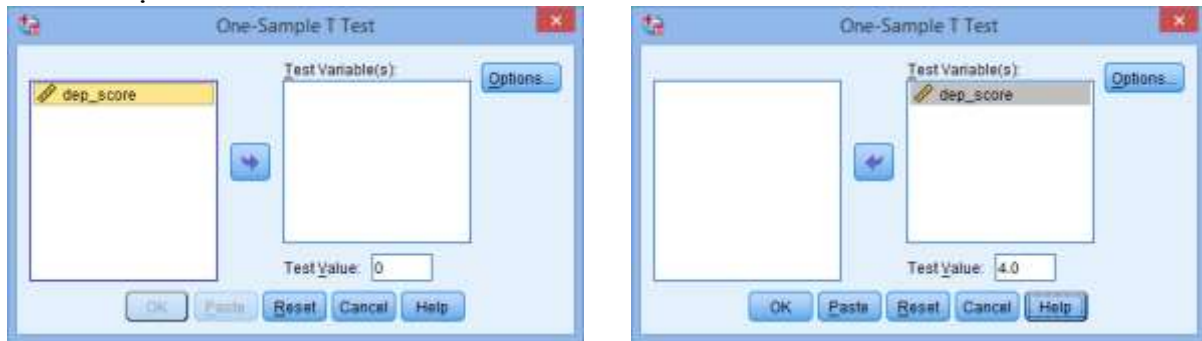 One-Sample T Test
Test Variable(s):
Options...
dep_score
Test Value: 0
OK Paste Reset Cancel Help
One-Sample T Test
Test Variable(s):
Options...
dep_score
Test Value: 4.0
OK Paste Reset Cancel Help